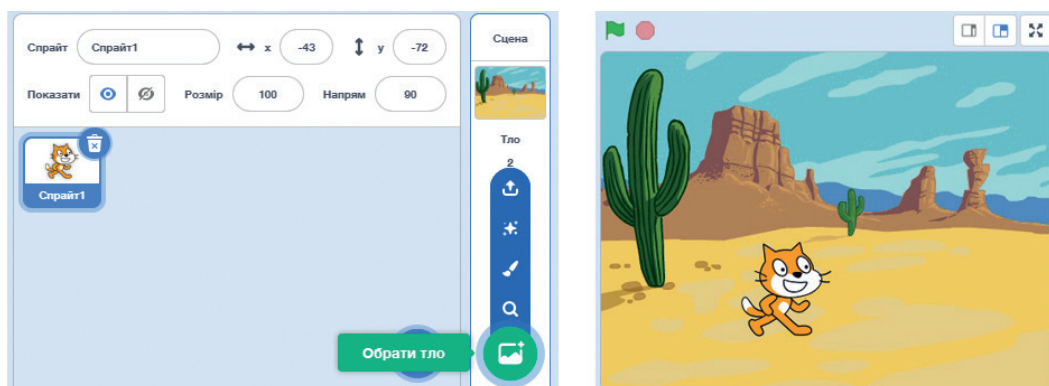 Спрайт Спрайт1 x -43 y -72
Показати Розмір 100 Напрям 90
Спрайт1
Сцена
Тло
2
Обрати тло